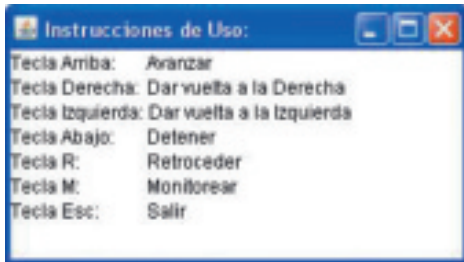 Instrucciones de Uso:
Tecla Arriba: Avanzar
Tecla Derecha: Dar vuelta a la Derecha
Tecla Izquierda: Dar vuelta a la Izquierda
Tecla Abajo: Detener
Tecla R: Retroceder
Tecla M: Monitorear
Tecla Esc: Salir